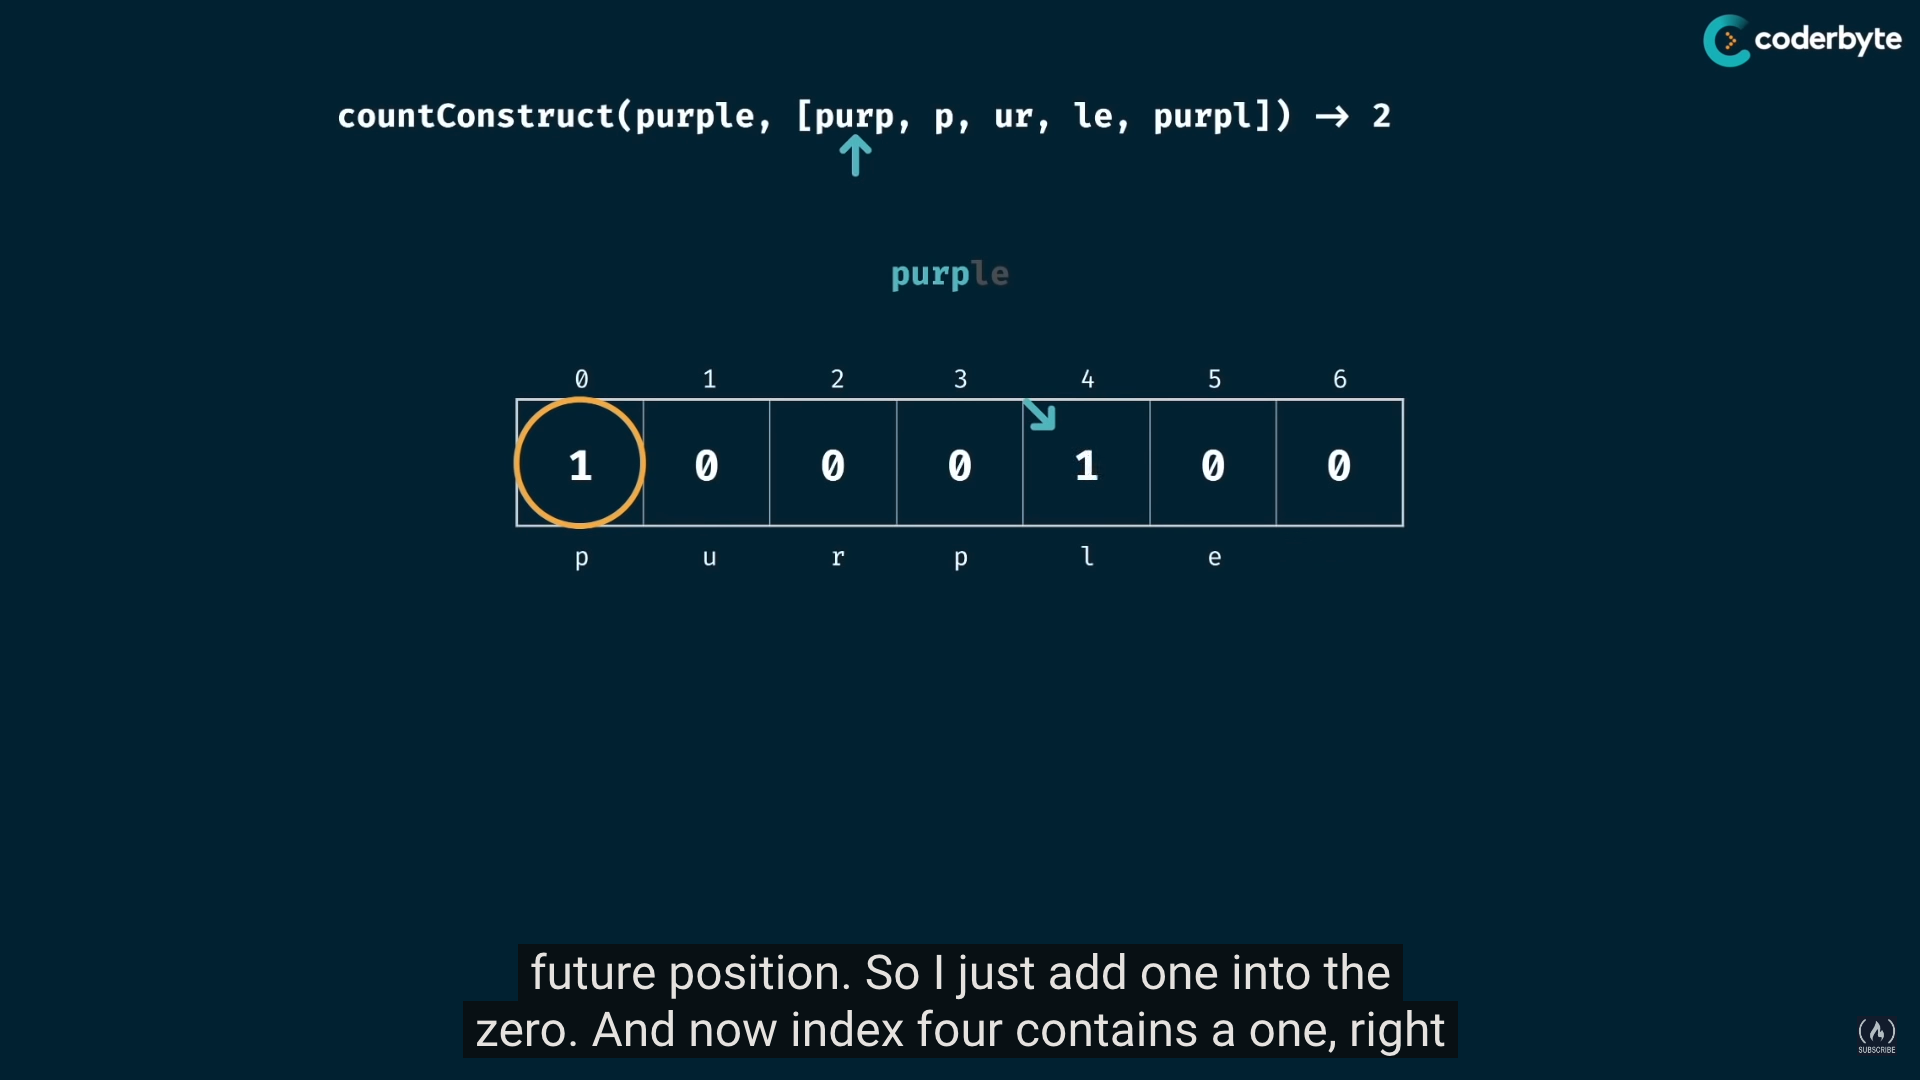 coderbyte
countConstruct(purple, [purp, p, ur, le, purpl]) → 2
purple
0 1 2 3 4 5 6
1 0 0 0 1 0 0
p u r p l e
future position. So I just add one into the
zero. And now index four contains a one, right
SUBSCRIBE